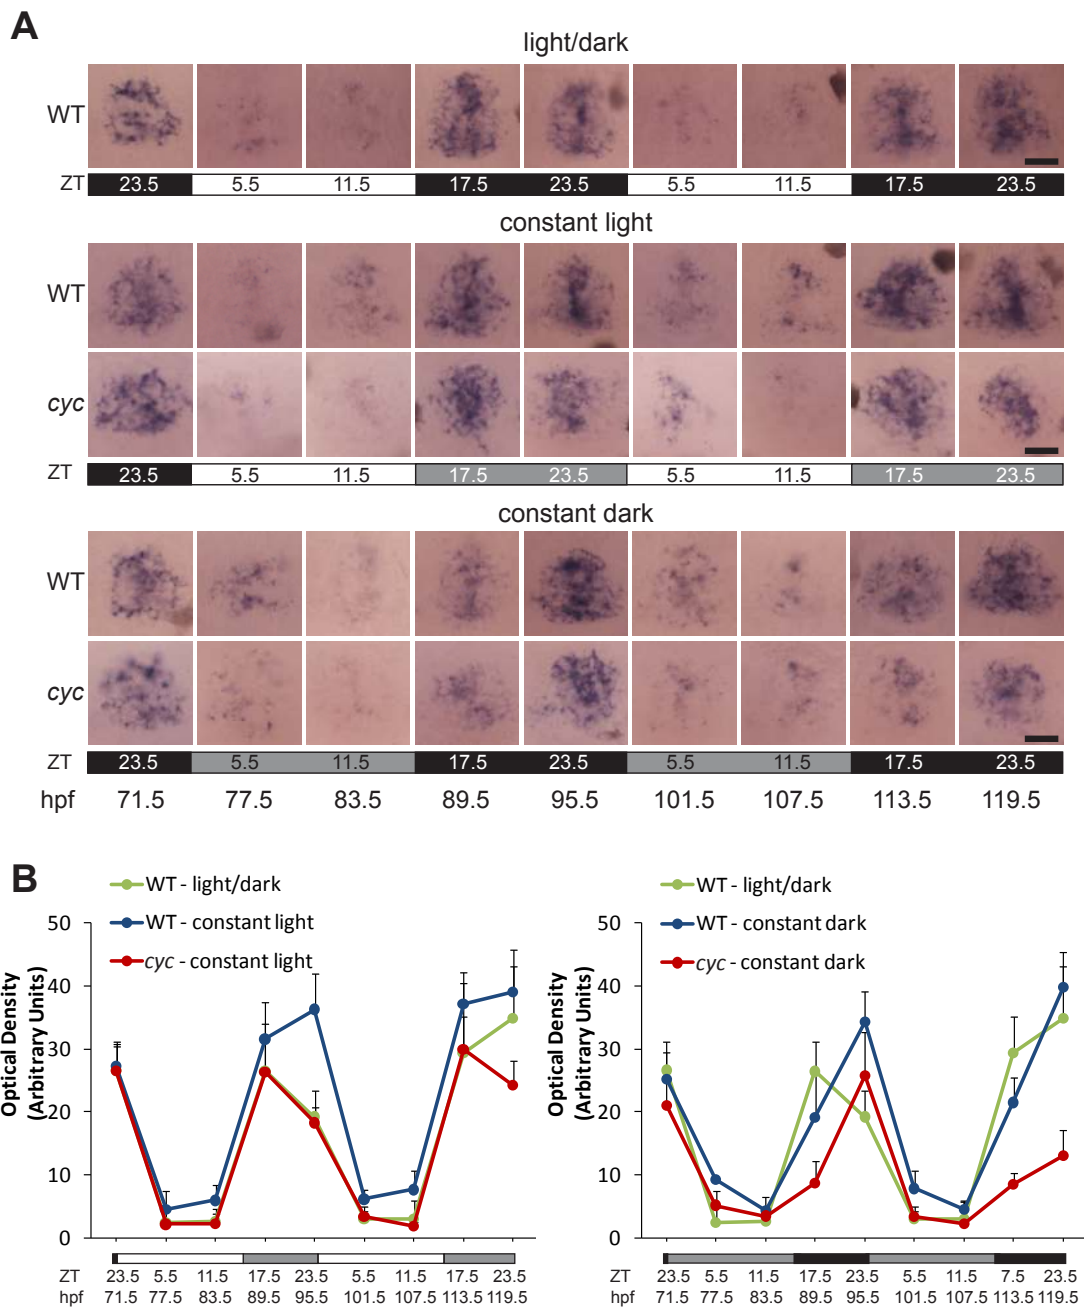 A
light/dark
WT
ZT 23.5 5.5 11.5 17.5 23.5 5.5 11.5 17.5 23.5
constant light
WT
cyc
ZT 23.5 5.5 11.5 17.5 23.5 5.5 11.5 17.5 23.5
constant dark
WT
cyc
ZT 23.5 5.5 11.5 17.5 23.5 5.5 11.5 17.5 23.5
hpf 71.5 77.5 83.5 89.5 95.5 101.5 107.5 113.5 119.5
B
WT - light/dark
WT - constant light
cyc - constant light
Optical Density
(Arbitrary Units)
50
40
30
20
10
0
ZT 23.5 5.5 11.5 17.5 23.5 5.5 11.5 17.5 23.5
hpf 71.5 77.5 83.5 89.5 95.5 101.5 107.5 113.5 119.5
WT - light/dark
WT - constant dark
cyc - constant dark
Optical Density
(Arbitrary Units)
50
40
30
20
10
0
ZT 23.5 5.5 11.5 17.5 23.5 5.5 11.5 7.5 23.5
hpf 71.5 77.5 83.5 89.5 95.5 101.5 107.5 113.5 119.5